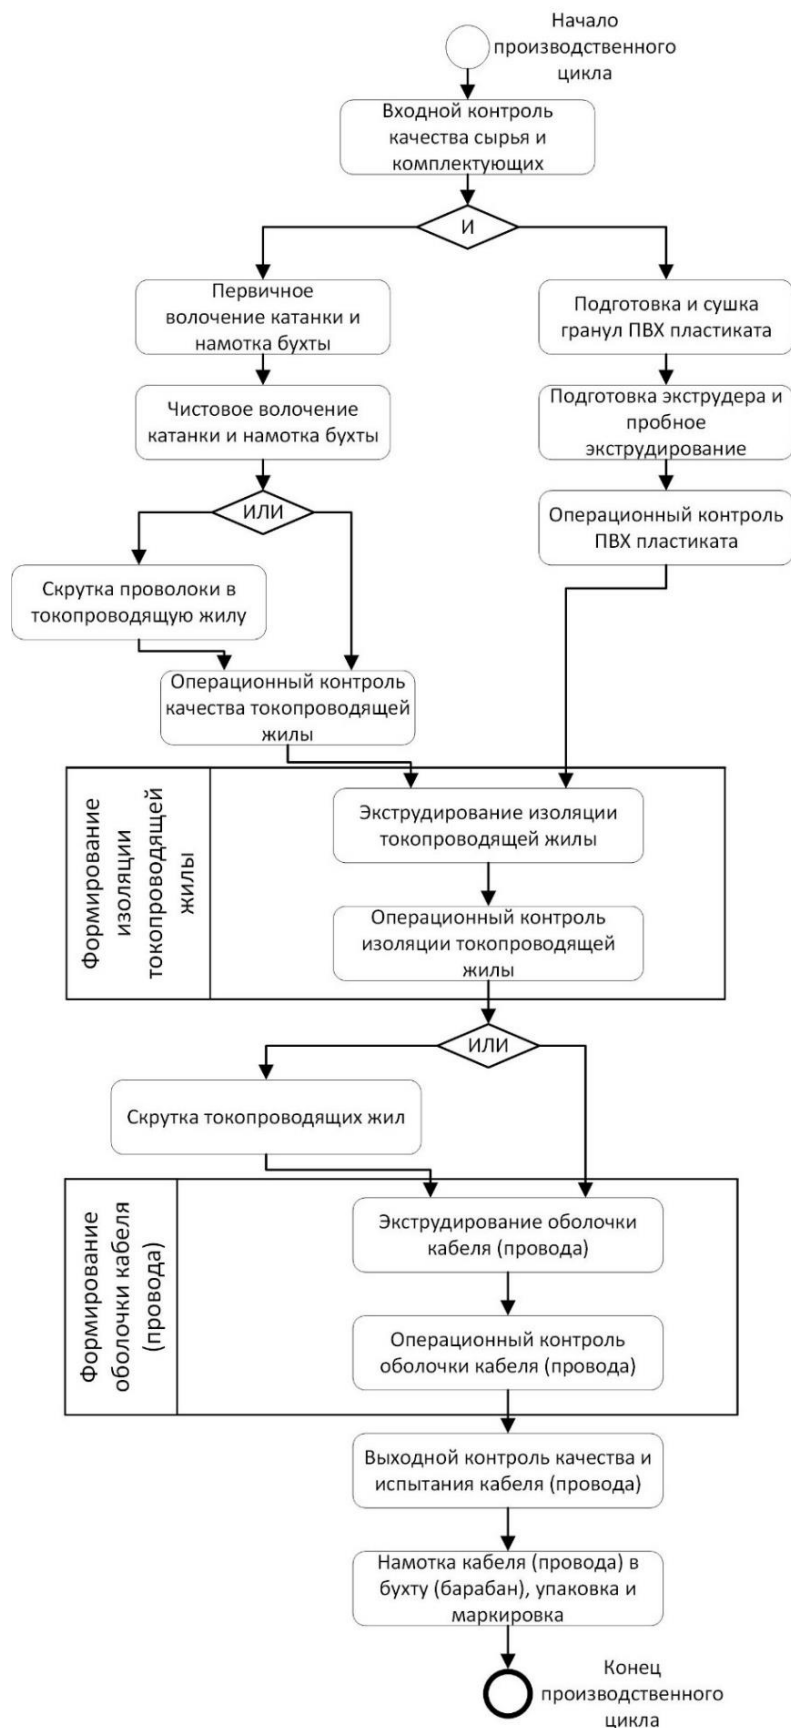 Начало
производственного
цикла
Входной контроль
качества сырья и
комплектующих
И
Первичное
волочение катанки и
намотка бухты
Подготовка и сушка
гранул ПВХ пластиката
Чистовое волочение
катанки и намотка бухты
Подготовка экструдера и
пробное
экструдирование
ИЛИ
Операционный контроль
ПВХ пластиката
Скрутка проволоки в
токопроводящую жилу
Операционный контроль
качества токопроводящей
жилы
Формирование
изоляции
токопроводящей
жилы
Экструдирование изоляции
токопроводящей жилы
Операционный контроль
изоляции токопроводящей
жилы
ИЛИ
Скрутка токопроводящих жил
Формирование
оболочки кабеля
(провода)
Экструдирование оболочки
кабеля (провода)
Операционный контроль
оболочки кабеля (провода)
Выходной контроль качества и
испытания кабеля (провода)
Намотка кабеля (провода) в
бухту (барабан), упаковка и
маркировка
Конец
производственного
цикла